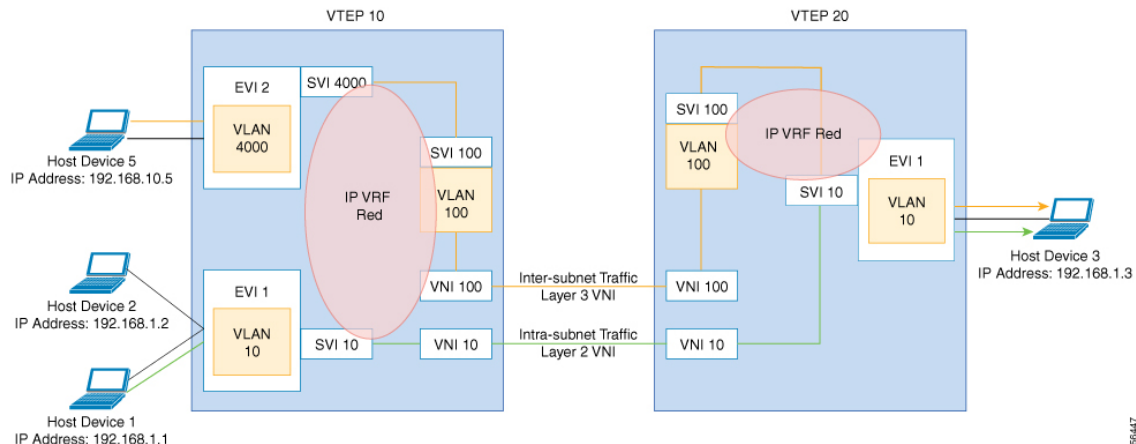 VTEP 10
VTEP 20
EVI 2
SVI 4000
VLAN
4000
Host Device 5
IP Address: 192.168.10.5
SVI 100
VLAN
100
IP VRF
Red
SVI 100
VLAN
100
IP VRF Red
EVI 1
SVI 10
VLAN
10
Host Device 3
IP Address: 192.168.1.3
Host Device 2
IP Address: 192.168.1.2
EVI 1
VLAN
10
SVI 10
VNI 100
Inter-subnet Traffic
Layer 3 VNI
VNI 100
VNI 10
Intra-subnet Traffic
Layer 2 VNI
VNI 10
Host Device 1
IP Address: 192.168.1.1